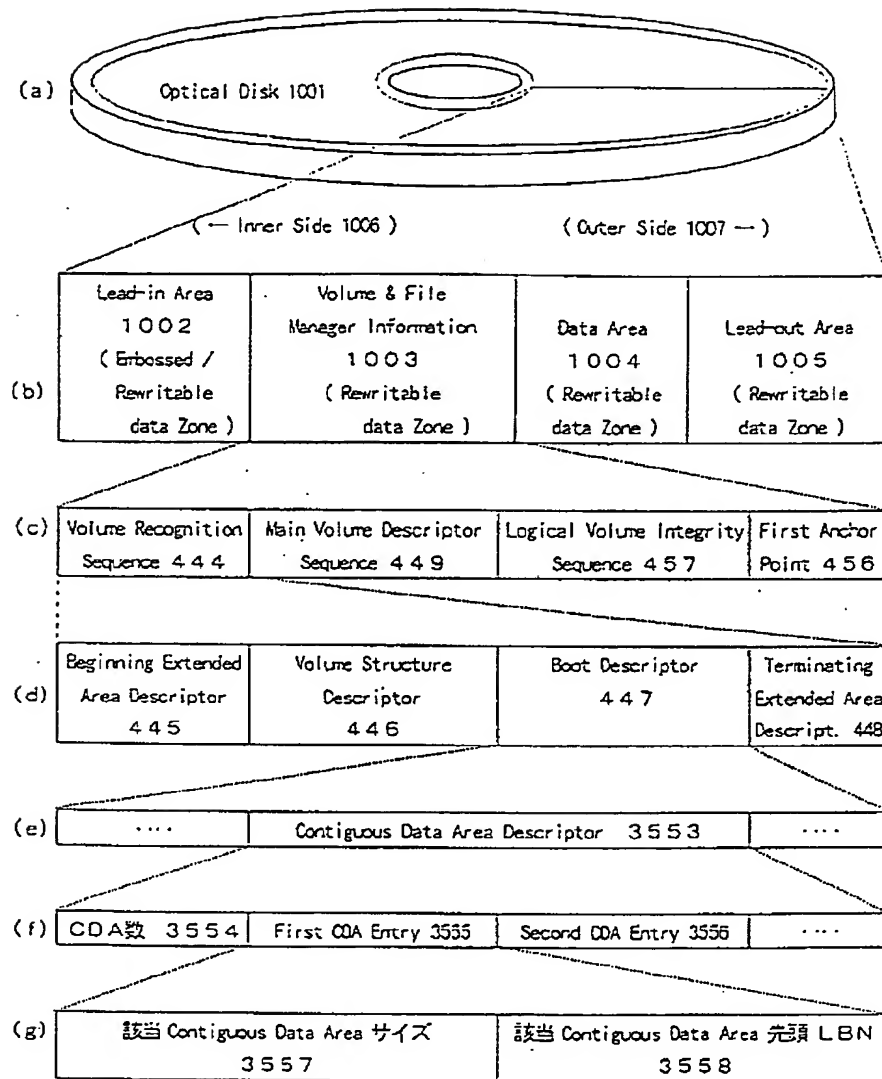 (a)
Optical Disk 1001
(← Inner Side 1006 )
(Outer Side 1007 → )
(b)
Lead-in Area
1002
( Embossed /
Rewritable
data Zone )
Volume & File
Manager Information
1003
( Rewritable
data Zone )
Data Area
1004
( Rewritable
data Zone )
Lead-out Area
1005
( Rewritable
data Zone )
(c)
Volume Recognition
Sequence 444
Main Volume Descriptor
Sequence 449
Logical Volume Integrity
Sequence 457
First Anchor
Point 456
(d)
Beginning Extended
Area Descriptor
445
Volume Structure
Descriptor
446
Boot Descriptor
447
Terminating
Extended Area
Descript. 448
(e)
....
Contiguous Data Area Descriptor 3553
....
(f)
CDA数 3554
First CDA Entry 3555
Second CDA Entry 3556
....
(g)
該当 Contiguous Data Area サイズ
3557
該当 Contiguous Data Area 先頭 LBN
3558